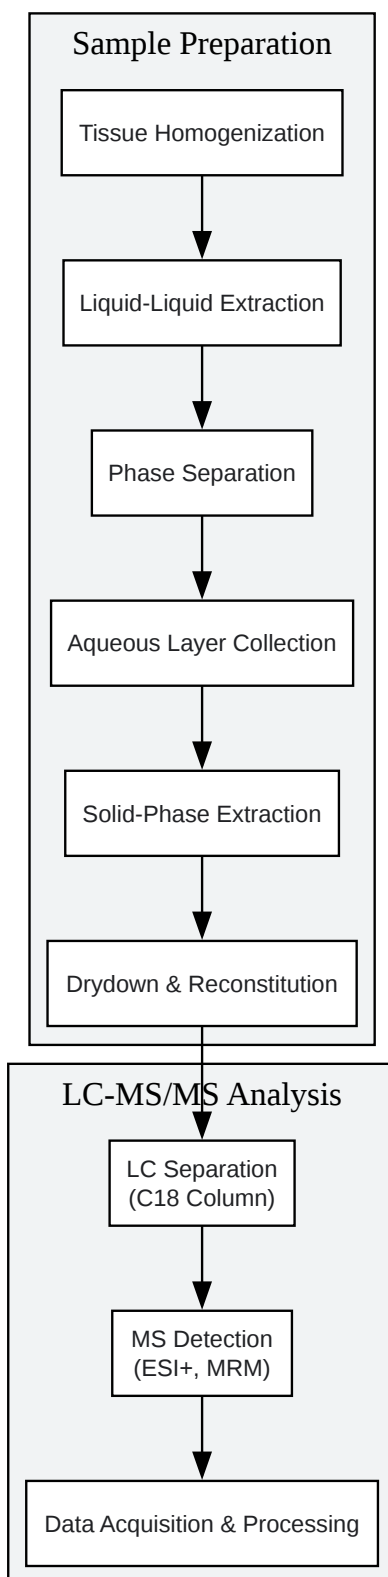 Sample Preparation
Tissue Homogenization
Liquid-Liquid Extraction
Phase Separation
Aqueous Layer Collection
Solid-Phase Extraction
Drydown & Reconstitution
LC-MS/MS Analysis
LC Separation
(C18 Column)
MS Detection
(ESI+, MRM)
Data Acquisition & Processing